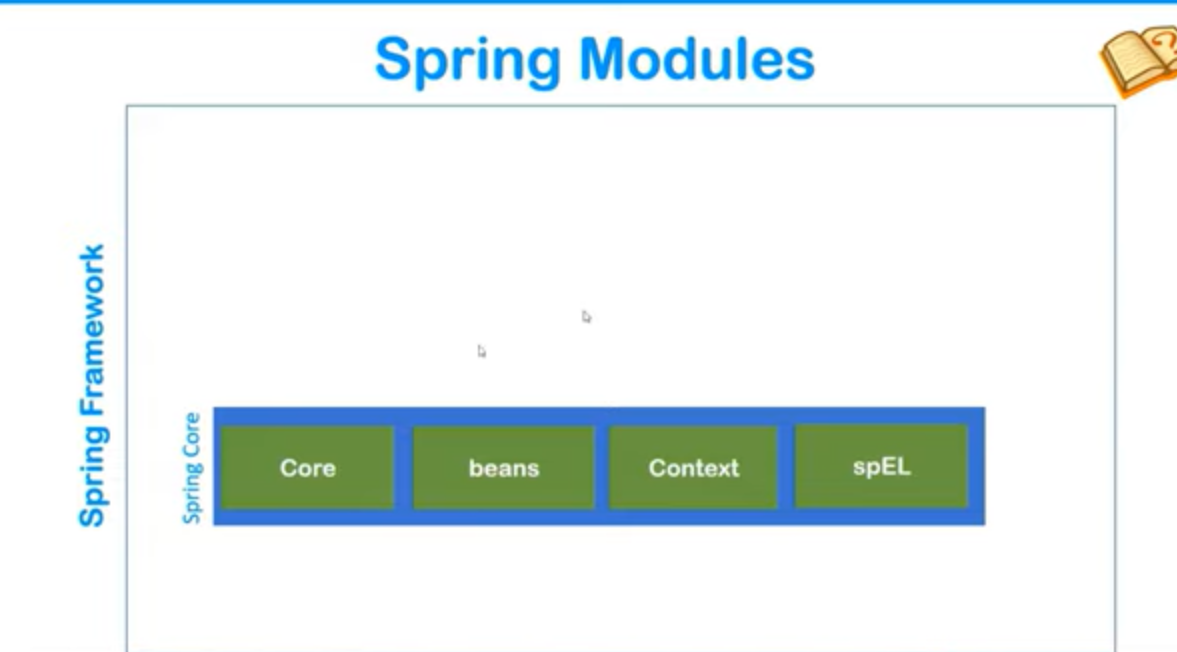 Spring Modules
Spring Framework
Spring Core
Core
beans
Context
spEL